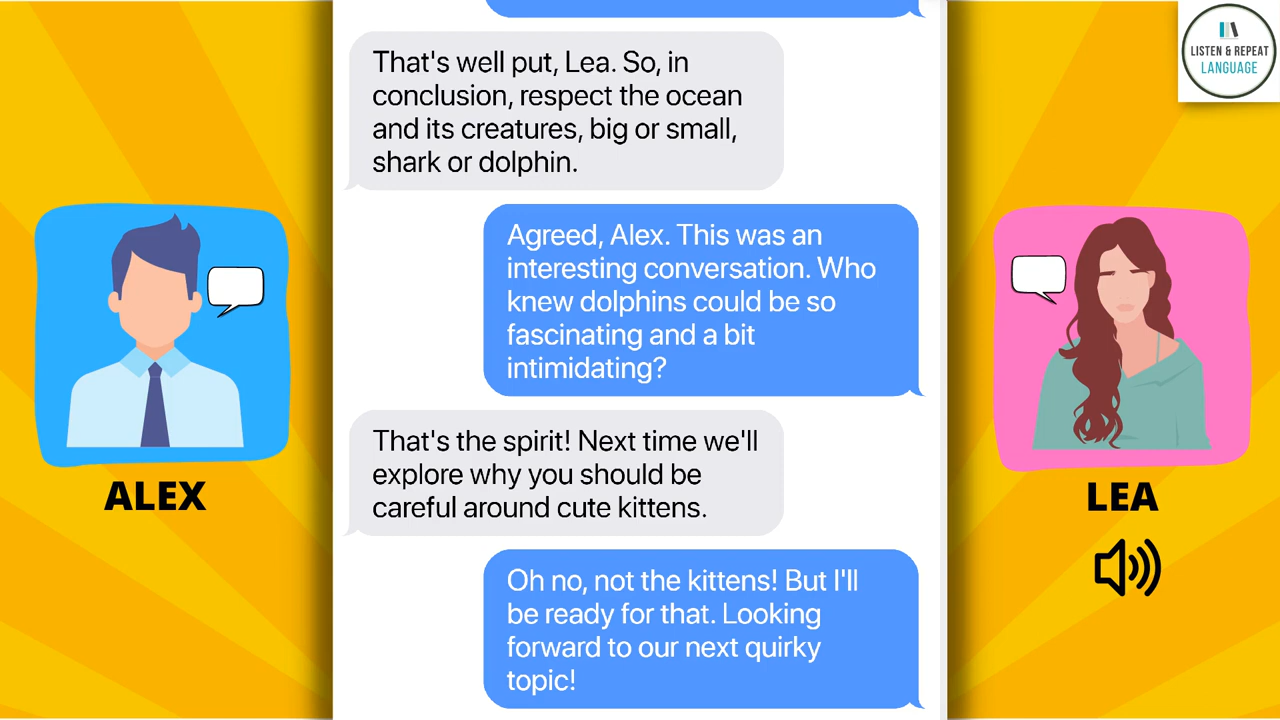 LISTEN & REPEAT
LANGUAGE
That's well put, Lea. So, in
conclusion, respect the ocean
and its creatures, big or small,
shark or dolphin.
Agreed, Alex. This was an
interesting conversation. Who
knew dolphins could be so
fascinating and a bit
intimidating?
That's the spirit! Next time we'll
explore why you should be
careful around cute kittens.
Oh no, not the kittens! But I'll
be ready for that. Looking
forward to our next quirky
topic!
ALEX
LEA